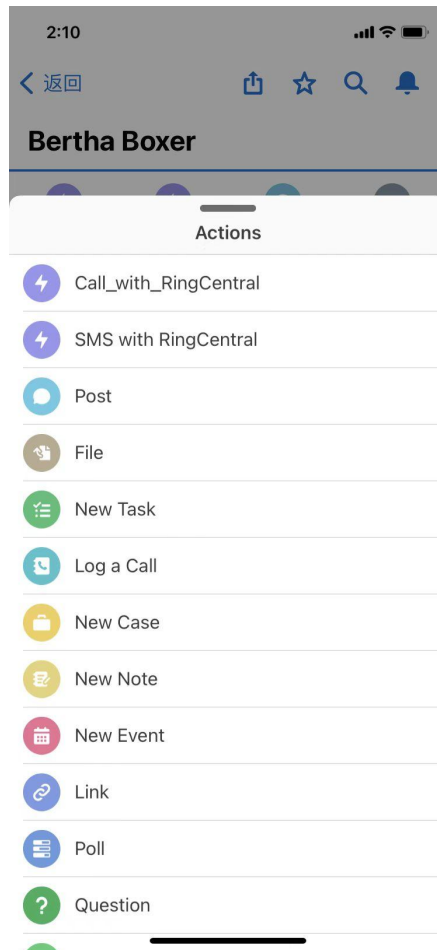 2:10
返回
Bertha Boxer
Actions
Call_with_RingCentral
SMS with RingCentral
Post
File
New Task
Log a Call
New Case
New Note
New Event
Link
Poll
Question